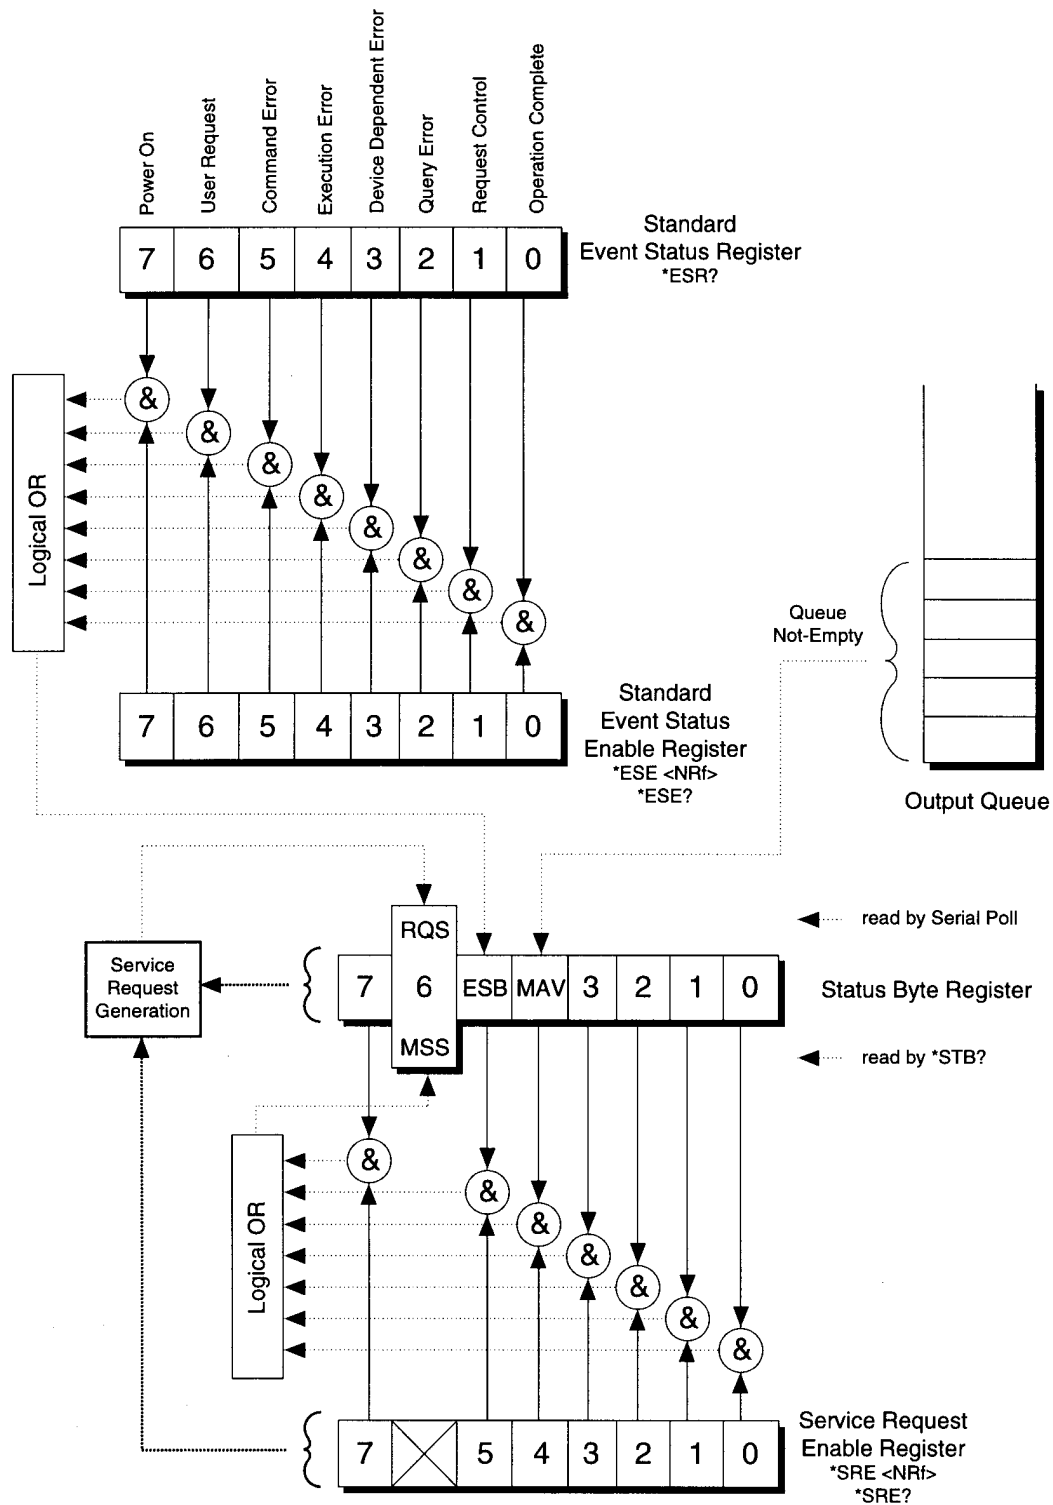 Power On
User Request
Command Error
Execution Error
Device Dependent Error
Query Error
Request Control
Operation Complete
7 6 5 4 3 2 1 0
Standard
Event Status Register
*ESR?
&
&
&
&
&
&
&
&
Logical OR
Queue
Not-Empty
7 6 5 4 3 2 1 0
Standard
Event Status
Enable Register
*ESE <NRf>
*ESE?
Output Queue
RQS
read by Serial Poll
Service
Request
Generation
7 6 ESB MAV 3 2 1 0
Status Byte Register
MSS
read by *STB?
&
&
&
&
&
&
&
Logical OR
7 5 4 3 2 1 0
Service Request
Enable Register
*SRE <NRf>
*SRE?